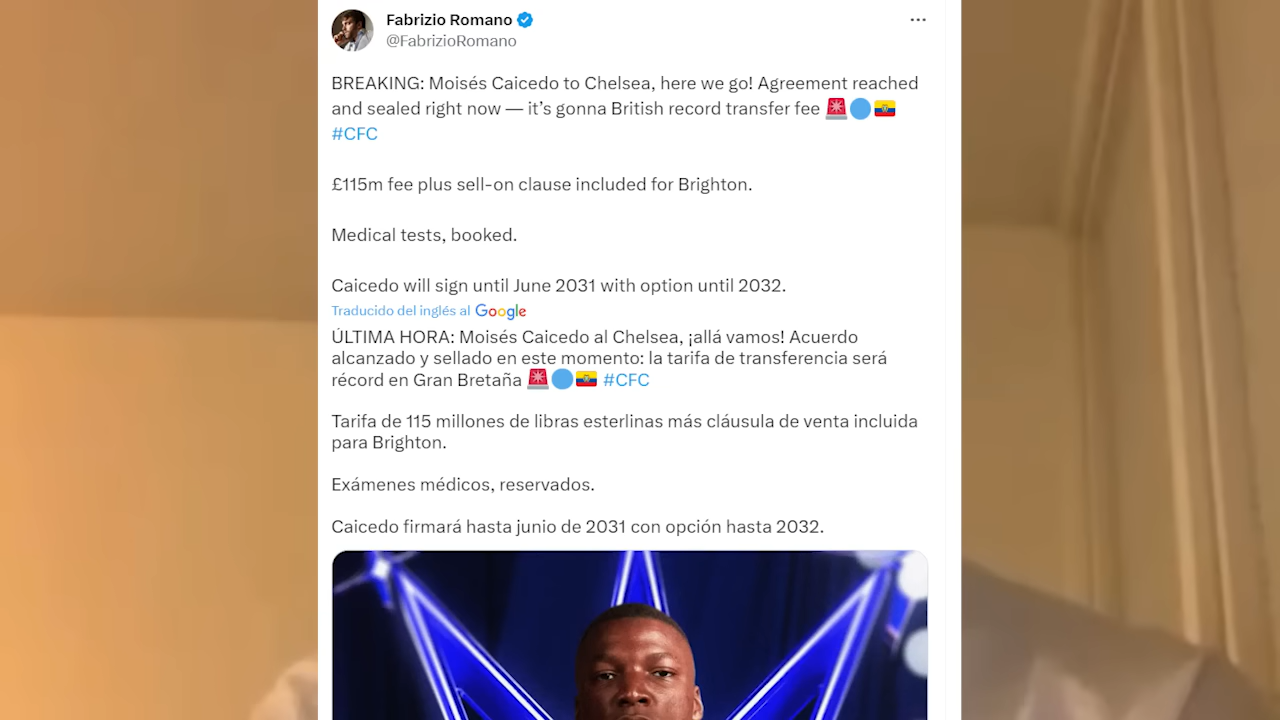 Fabrizio Romano
@FabrizioRomano
BREAKING: Moisés Caicedo to Chelsea, here we go! Agreement reached
and sealed right now — it’s gonna British record transfer fee 🚨🔵🇪🇨
#CFC
£115m fee plus sell-on clause included for Brighton.
Medical tests, booked.
Caicedo will sign until June 2031 with option until 2032.
Traducido del inglés al Google
ÚLTIMA HORA: Moisés Caicedo al Chelsea, ¡allá vamos! Acuerdo
alcanzado y sellado en este momento: la tarifa de transferencia será
récord en Gran Bretaña 🚨🔵🇪🇨 #CFC
Tarifa de 115 millones de libras esterlinas más cláusula de venta incluida
para Brighton.
Exámenes médicos, reservados.
Caicedo firmará hasta junio de 2031 con opción hasta 2032.